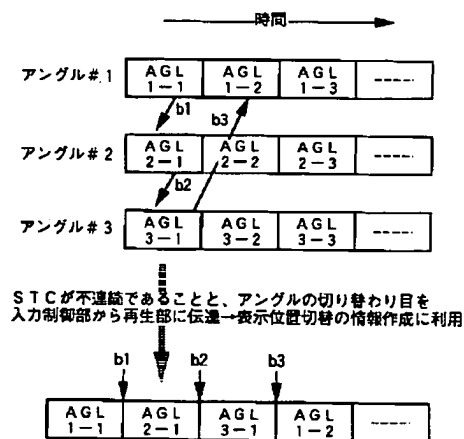 時間
アングル#1
AGL 1-1
AGL 1-2
AGL 1-3
b1
b3
アングル#2
AGL 2-1
AGL 2-2
AGL 2-3
b2
アングル#3
AGL 3-1
AGL 3-2
AGL 3-3
STCが不連続であることと、アングルの切り替わり目を
入力制御部から再生部に伝達→表示位置切替の情報作成に利用
b1
b2
b3
AGL 1-1
AGL 2-1
AGL 3-1
AGL 1-2